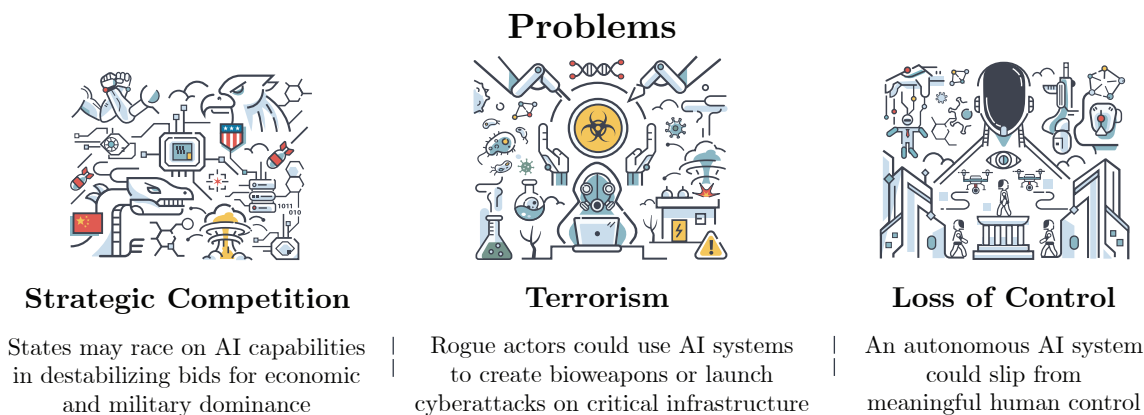 Problems
1011
010
Strategic Competition
States may race on AI capabilities
in destabilizing bids for economic
and military dominance
Terrorism
Rogue actors could use AI systems
to create bioweapons or launch
cyberattacks on critical infrastructure
Loss of Control
An autonomous AI system
could slip from
meaningful human control